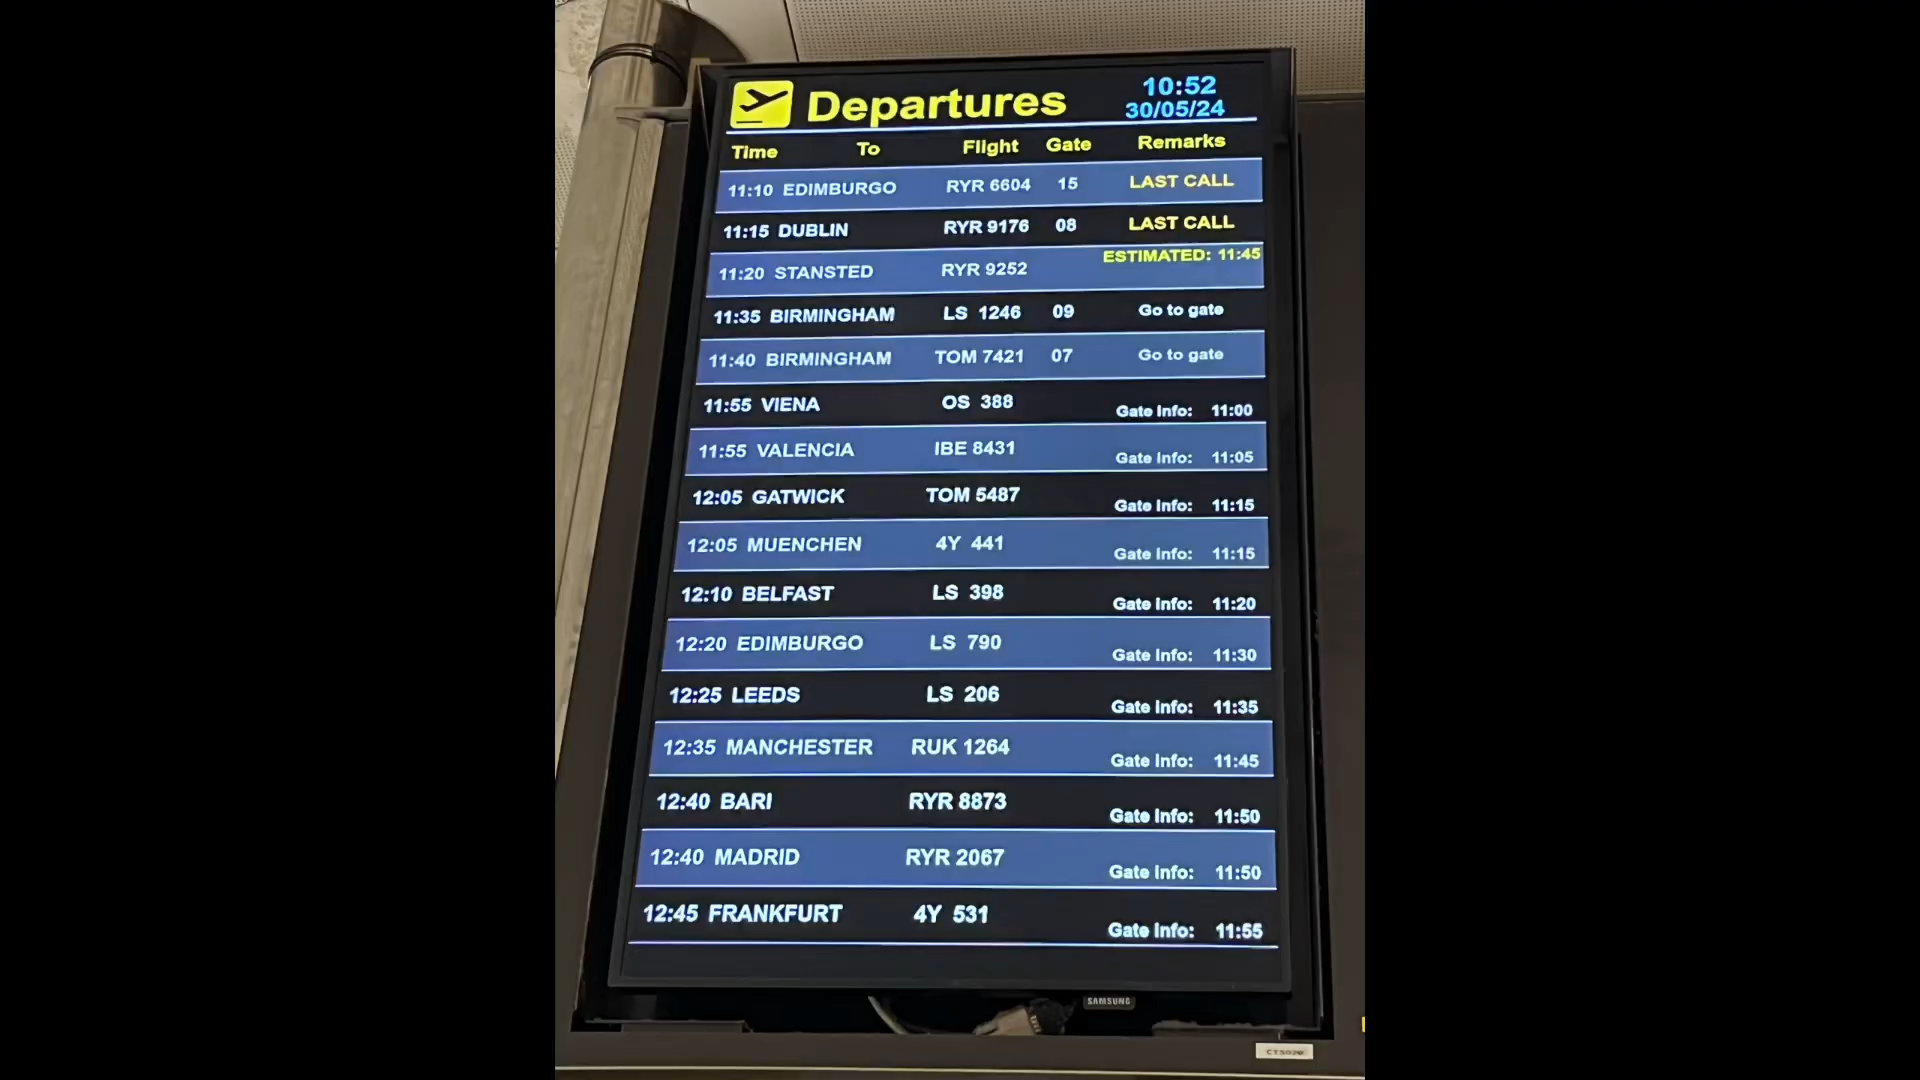 Departures 10:52
30/05/24
Time To Flight Gate Remarks
11:10 EDIMBURGO RYR 6604 15 LAST CALL
11:15 DUBLIN RYR 9176 08 LAST CALL
11:20 STANSTED RYR 9252 ESTIMATED: 11:45
11:35 BIRMINGHAM LS 1246 09 Go to gate
11:40 BIRMINGHAM TOM 7421 07 Go to gate
11:55 VIENA OS 388 Gate Info: 11:00
11:55 VALENCIA IBE 8431 Gate Info: 11:05
12:05 GATWICK TOM 5487 Gate Info: 11:15
12:05 MUENCHEN 4Y 441 Gate Info: 11:15
12:10 BELFAST LS 398 Gate Info: 11:20
12:20 EDIMBURGO LS 790 Gate Info: 11:30
12:25 LEEDS LS 206 Gate Info: 11:35
12:35 MANCHESTER RUK 1264 Gate Info: 11:45
12:40 BARI RYR 8873 Gate Info: 11:50
12:40 MADRID RYR 2067 Gate Info: 11:50
12:45 FRANKFURT 4Y 531 Gate Info: 11:55
SAMSUNG